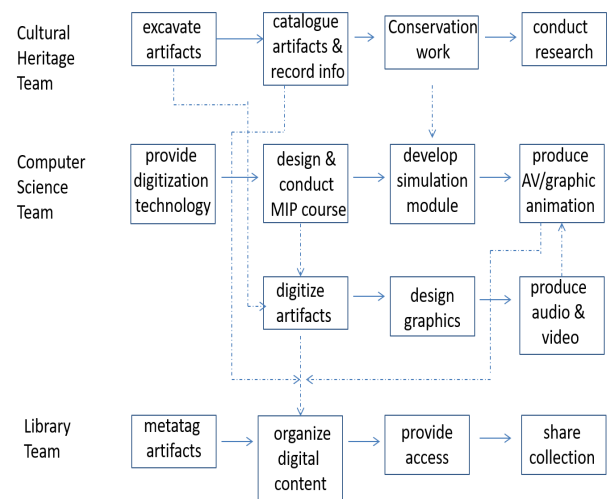 Cultural
Heritage
Team
excavate
artifacts
catalogue
artifacts &
record info
Conservation
work
conduct
research
Computer
Science
Team
provide
digitization
technology
design &
conduct
MIP course
develop
simulation
module
produce
AV/graphic
animation
digitize
artifacts
design
graphics
produce
audio &
video
Library
Team
metatag
artifacts
organize
digital
content
provide
access
share
collection